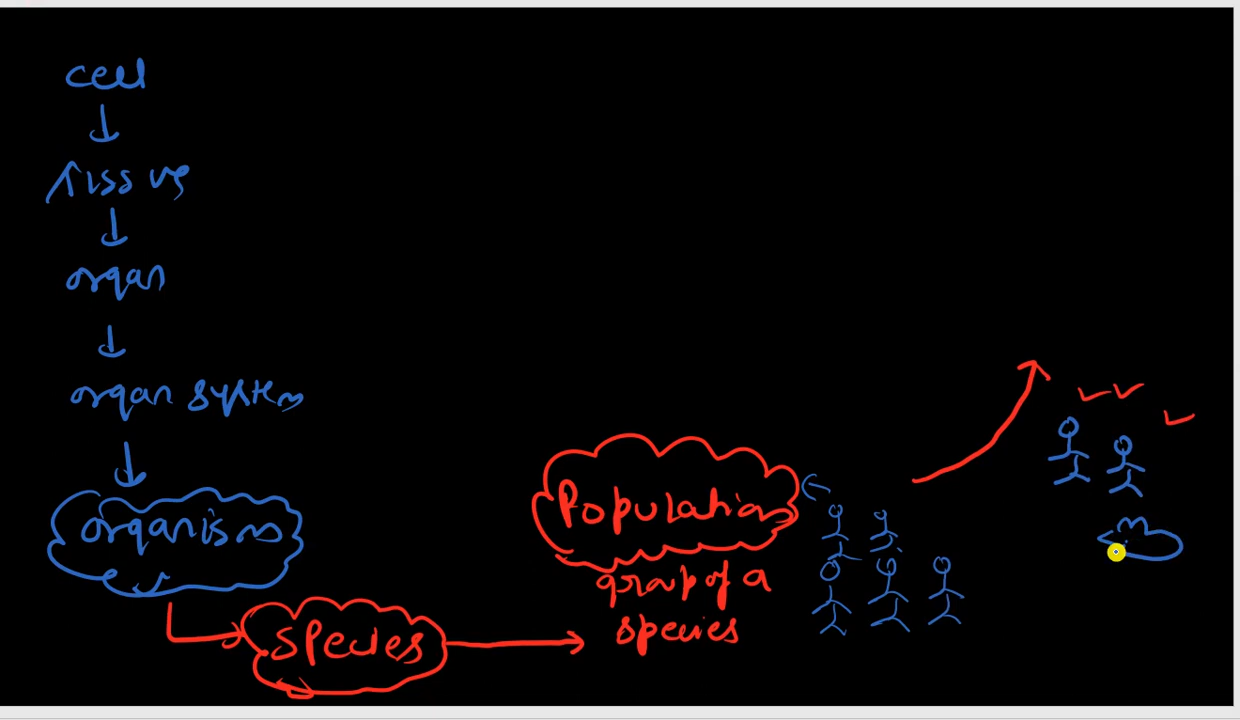 cell
tissue
organ
organ system
organism
species
Population
group of a
species